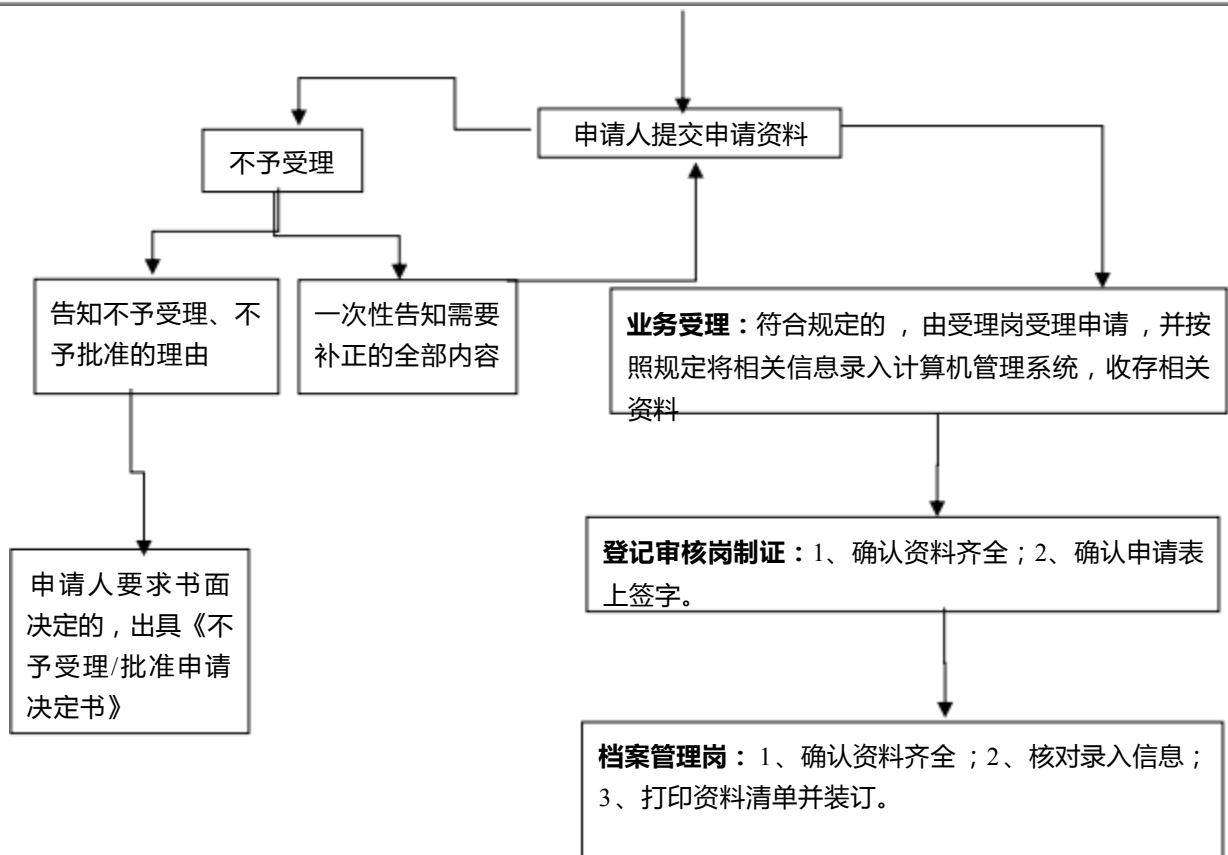 申请人提交申请资料
不予受理
告知不予受理、不
予批准的理由
一次性告知需要
补正的全部内容
业务受理：符合规定的，由受理岗受理申请，并按
照规定将相关信息录入计算机管理系统，收存相关
资料
登记审核岗制证：1、确认资料齐全；2、确认申请表
上签字。
申请人要求书面
决定的，出具《不
予受理/批准申请
决定书》
档案管理岗：1、确认资料齐全；2、核对录入信息；
3、打印资料清单并装订。